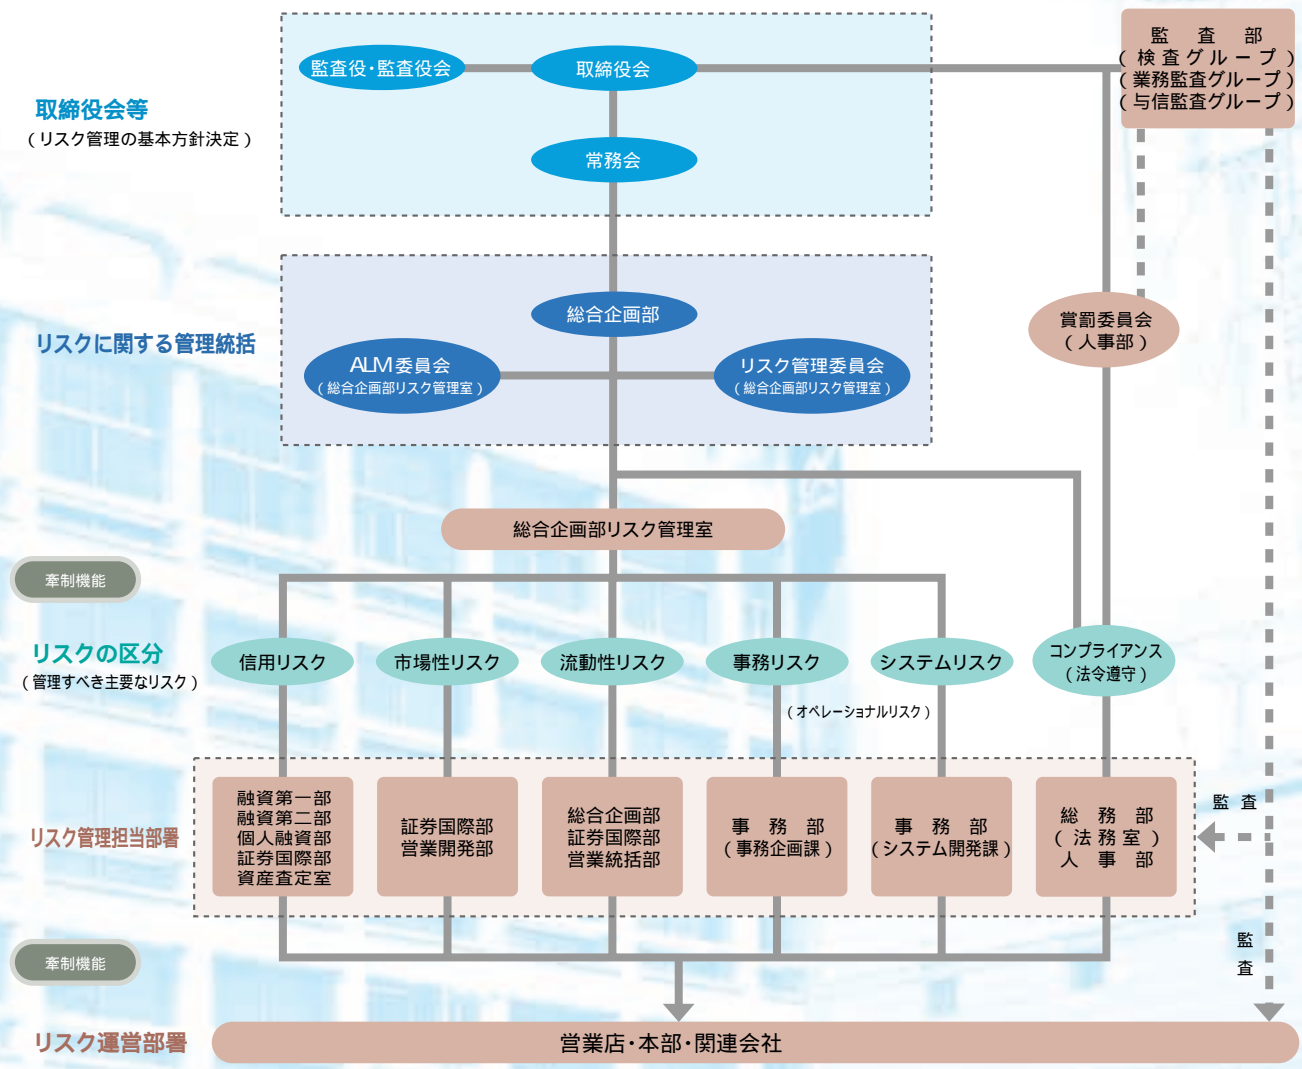 監査役・監査役会
取締役会
監査部
（検査グループ）
（業務監査グループ）
（与信監査グループ）
取締役会等
（リスク管理の基本方針決定）
常務会
総合企画部
賞罰委員会
（人事部）
リスクに関する管理統括
ALM委員会
（総合企画部リスク管理室）
リスク管理委員会
（総合企画部リスク管理室）
総合企画部リスク管理室
牽制機能
リスクの区分
（管理すべき主要なリスク）
信用リスク
市場性リスク
流動性リスク
事務リスク
システムリスク
（オペレーショナルリスク）
コンプライアンス
（法令遵守）
リスク管理担当部署
融資第一部
融資第二部
個人融資部
証券国際部
資産査定室
証券国際部
営業開発部
総合企画部
証券国際部
営業統括部
事務部
（事務企画課）
事務部
（システム開発課）
総務部
（法務室）
人事部
監査
監査
牽制機能
リスク運営部署
営業店・本部・関連会社